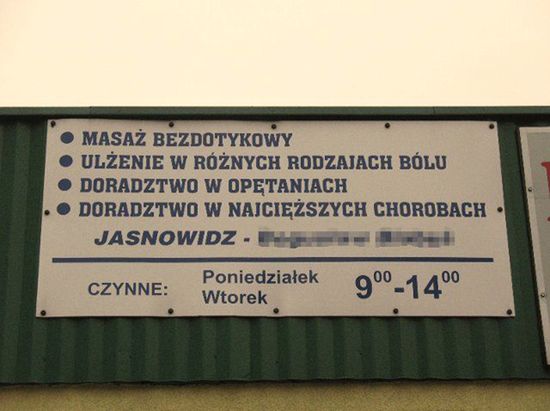 • MASAŻ BEZDOTYKOWY
• ULŻENIE W RÓŻNYCH RODZAJACH BÓLU
• DORADZTWO W OPĘTANIACH
• DORADZTWO W NAJCIĘŻSZYCH CHOROBACH
JASNOWIDZ -
CZYNNE: Poniedziałek
Wtorek
9⁰⁰-14⁰⁰